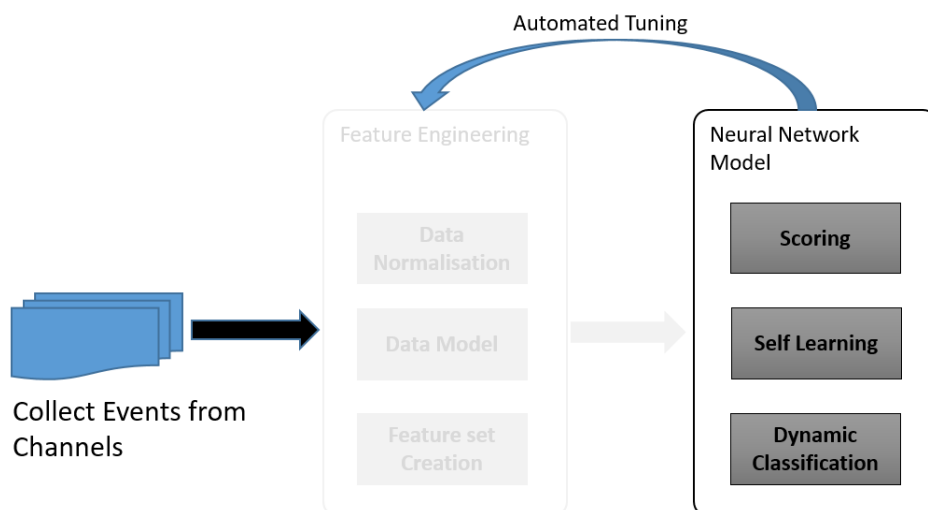 Automated Tuning
Feature Engineering
Data
Normalisation
Data Model
Feature set
Creation
Neural Network
Model
Scoring
Self Learning
Dynamic
Classification
Collect Events from
Channels